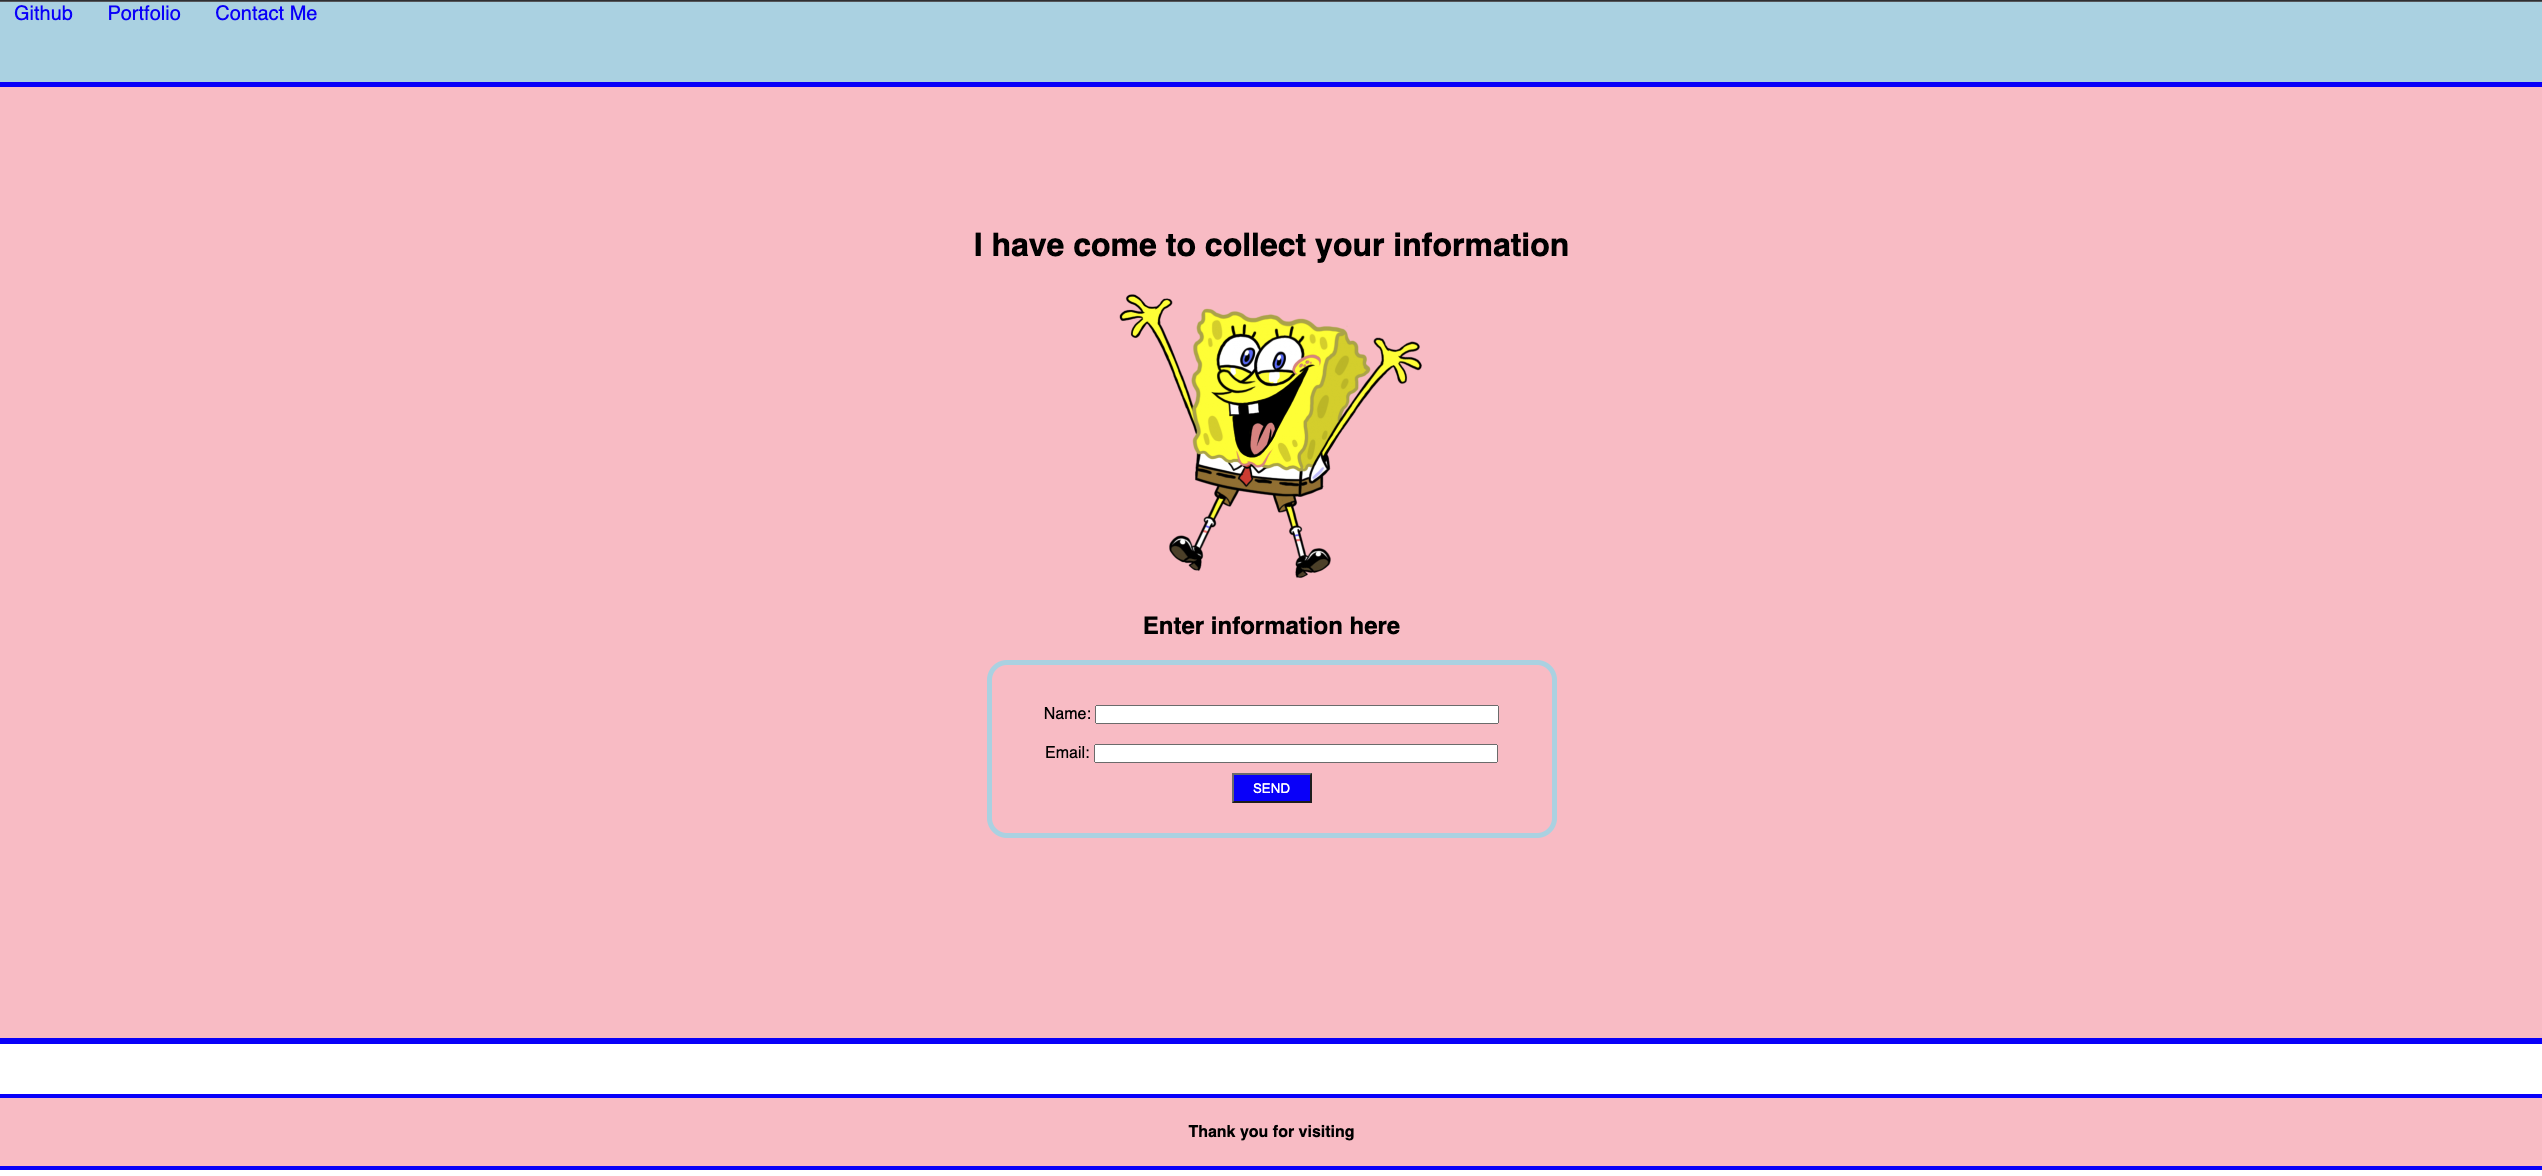 Github Portfolio Contact Me
I have come to collect your information
Enter information here
Name:
Email:
SEND
Thank you for visiting